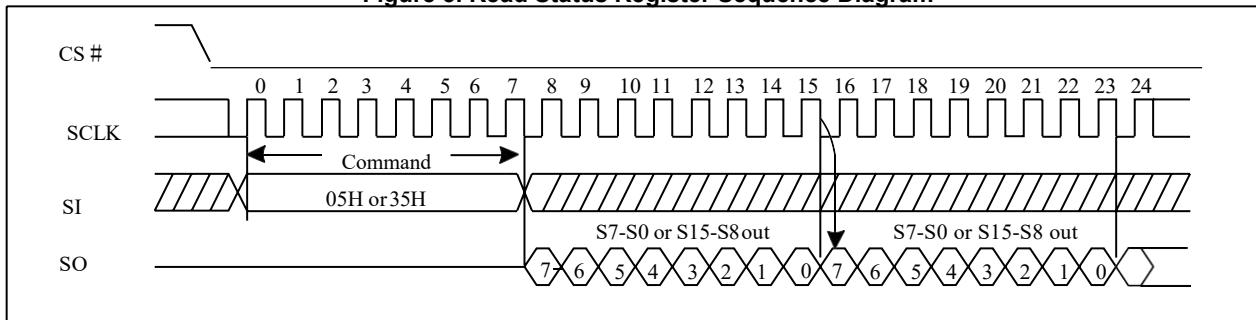 Figure 5. Read Status Register Sequence Diagram
CS #
0 1 2 3 4 5 6 7 8 9 10 11 12 13 14 15 16 17 18 19 20 21 22 23 24
SCLK
Command
SI
05H or 35H
S7-S0 or S15-S8 out S7-S0 or S15-S8 out
SO
7 6 5 4 3 2 1 0 7 6 5 4 3 2 1 0